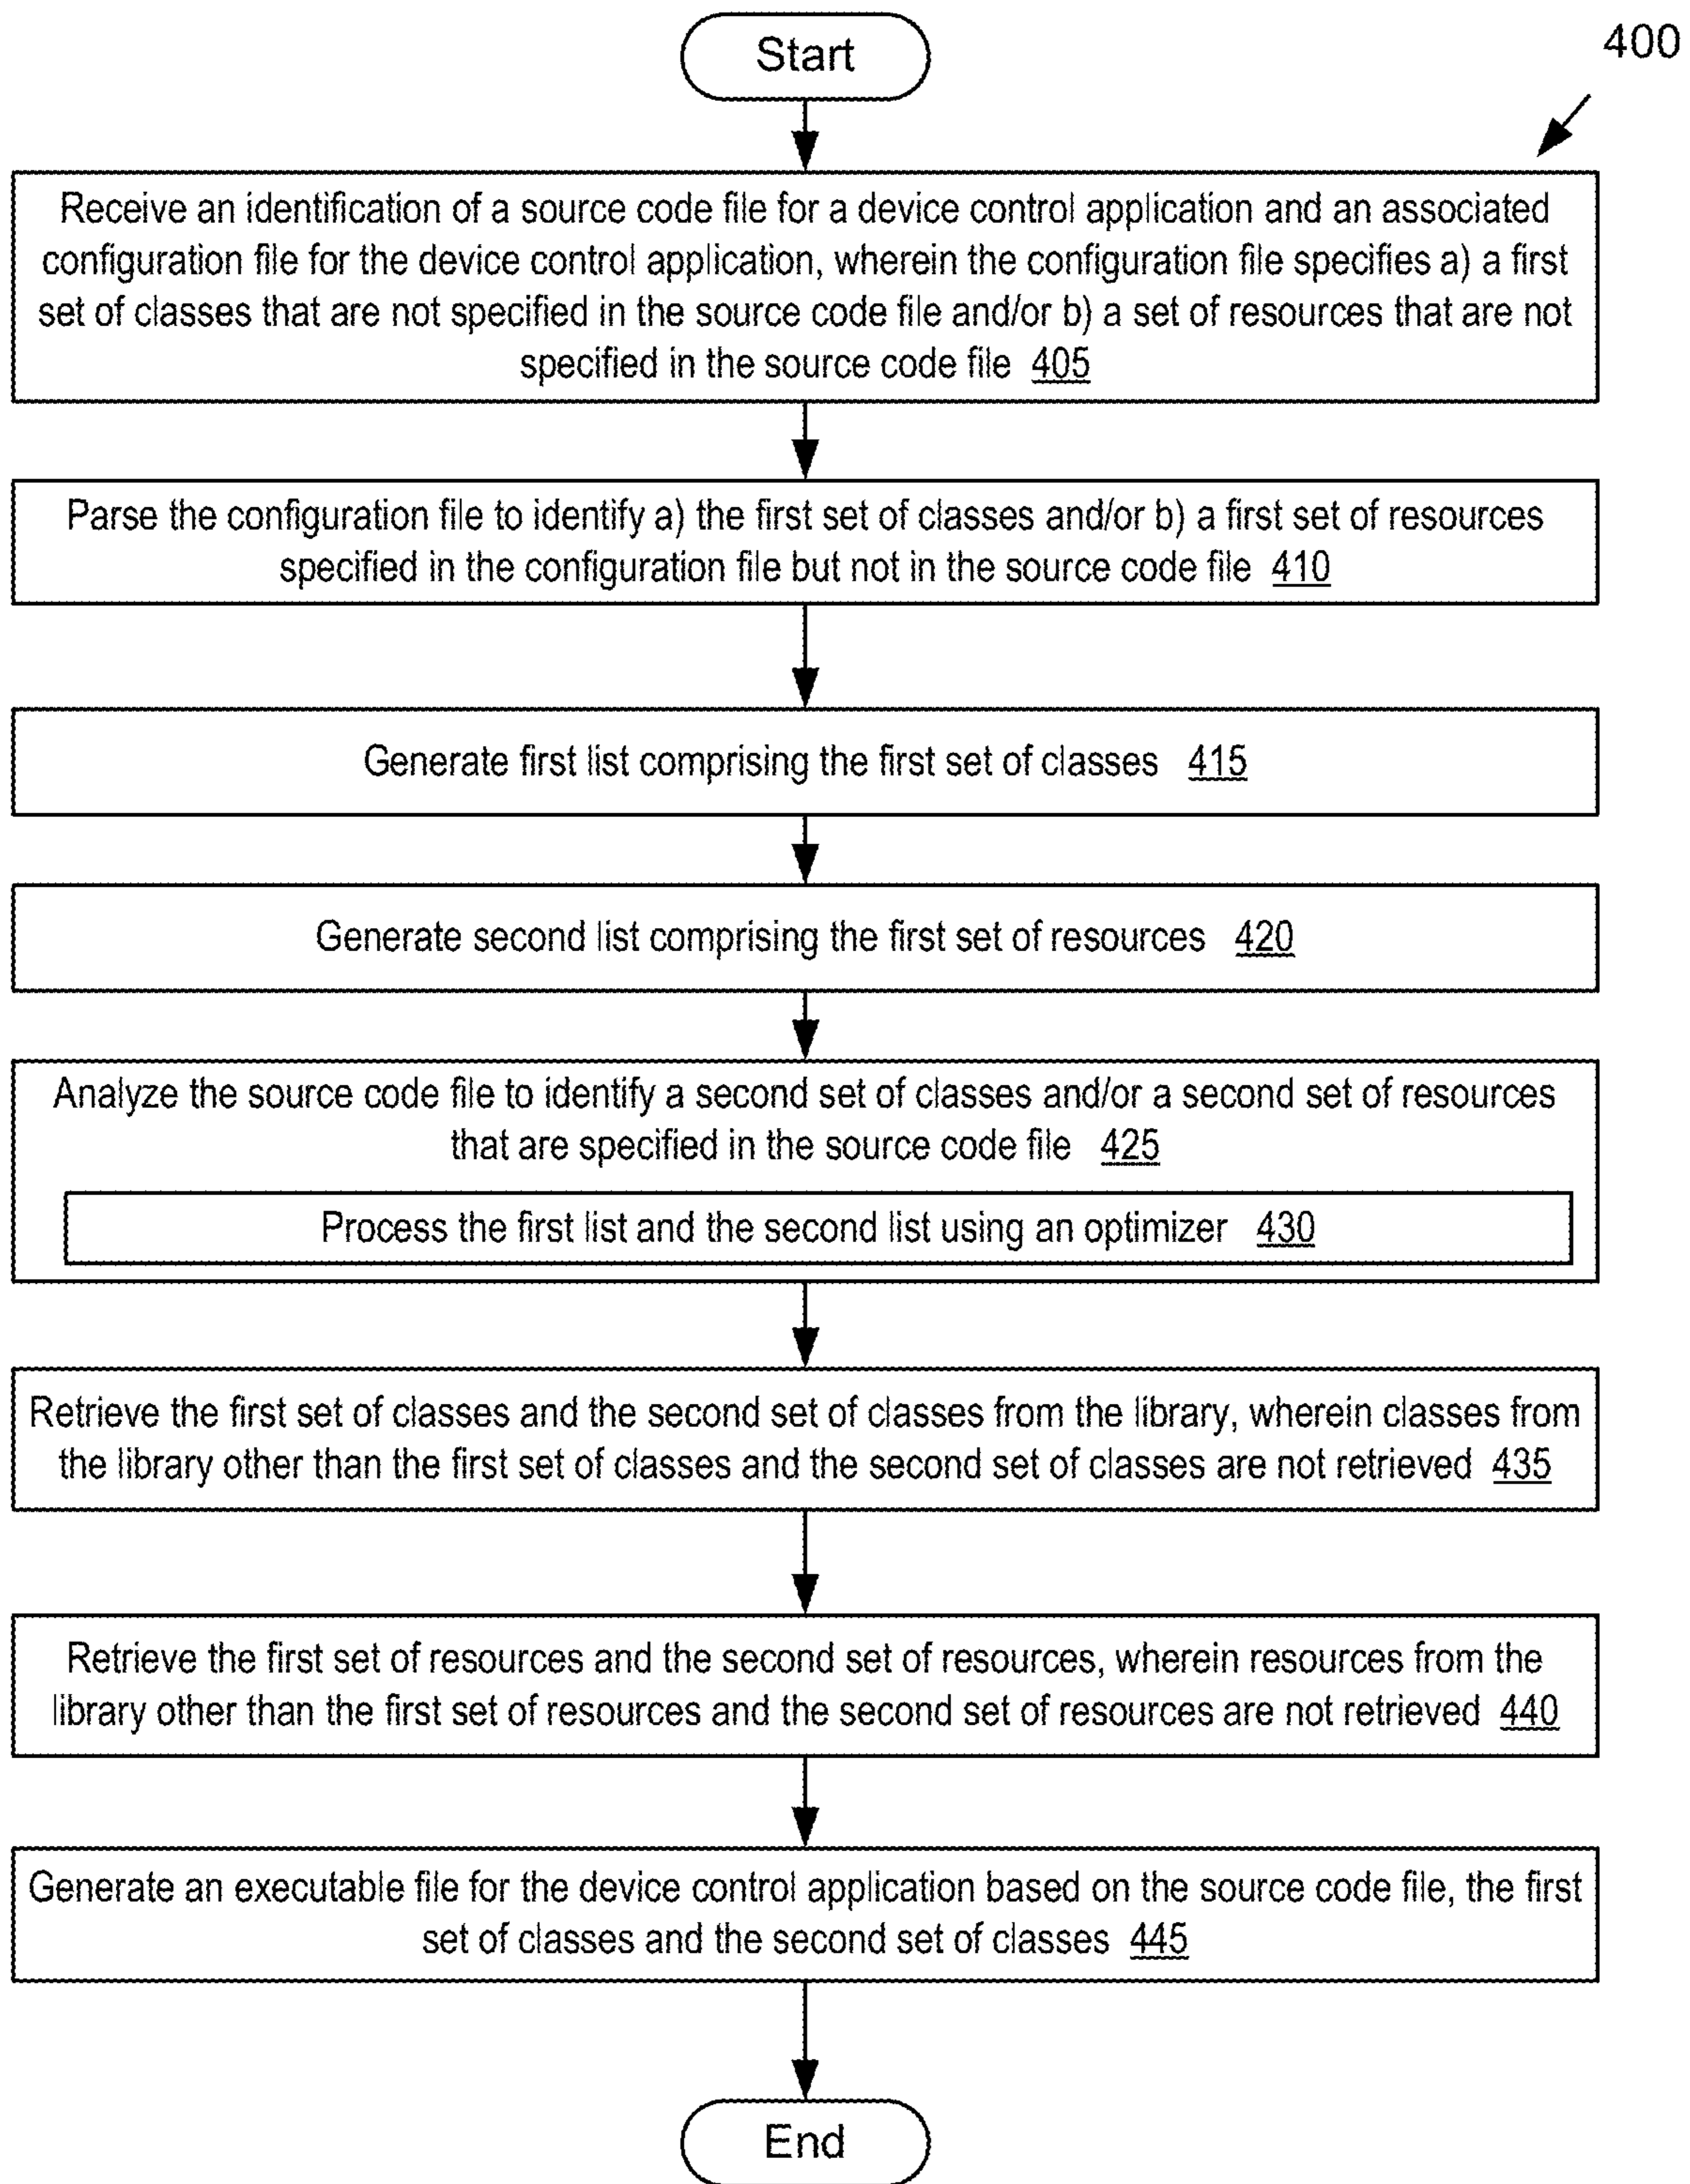 Start
400
Receive an identification of a source code file for a device control application and an associated
configuration file for the device control application, wherein the configuration file specifies a) a first
set of classes that are not specified in the source code file and/or b) a set of resources that are not
specified in the source code file 405
Parse the configuration file to identify a) the first set of classes and/or b) a first set of resources
specified in the configuration file but not in the source code file 410
Generate first list comprising the first set of classes 415
Generate second list comprising the first set of resources 420
Analyze the source code file to identify a second set of classes and/or a second set of resources
that are specified in the source code file 425
Process the first list and the second list using an optimizer 430
Retrieve the first set of classes and the second set of classes from the library, wherein classes from
the library other than the first set of classes and the second set of classes are not retrieved 435
Retrieve the first set of resources and the second set of resources, wherein resources from the
library other than the first set of resources and the second set of resources are not retrieved 440
Generate an executable file for the device control application based on the source code file, the first
set of classes and the second set of classes 445
End